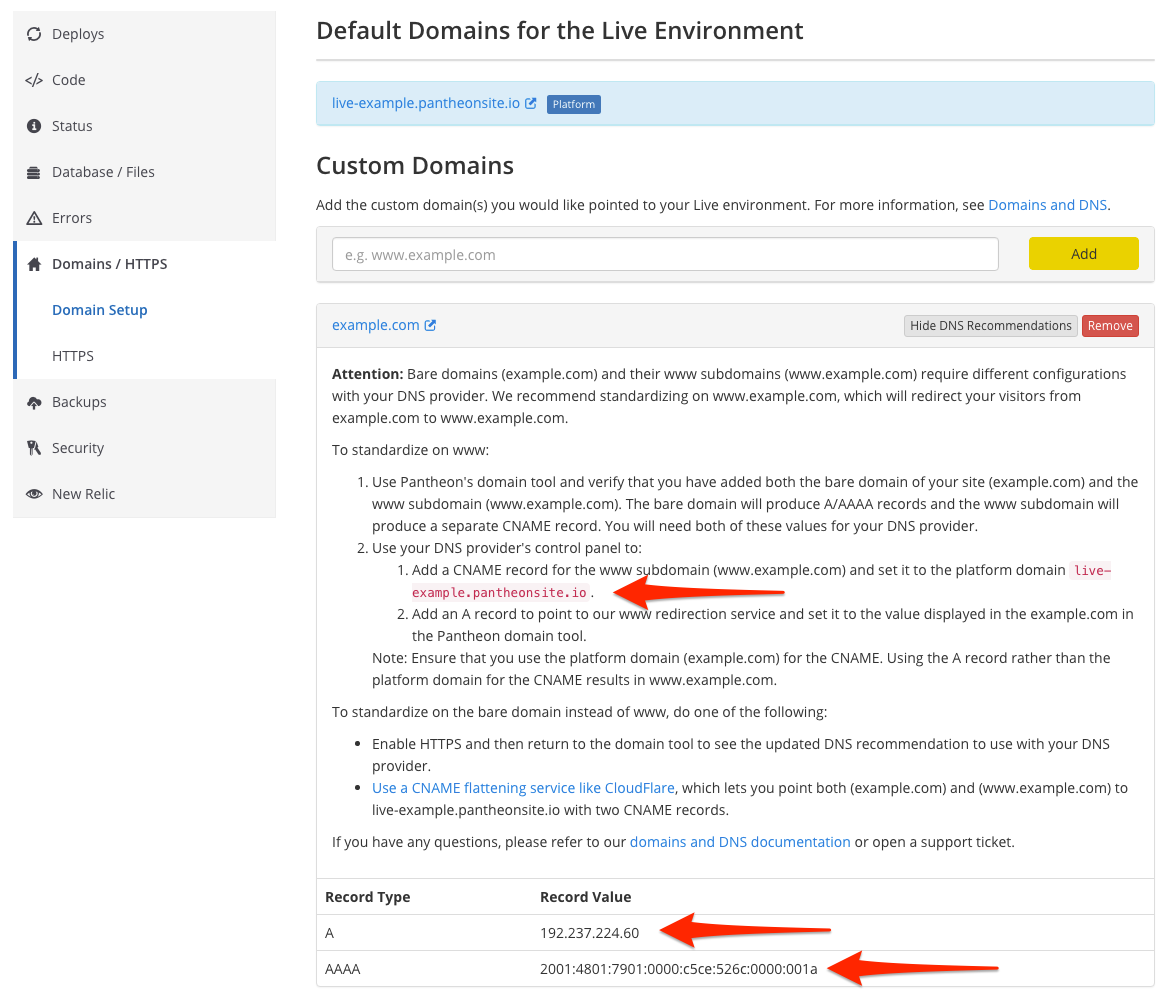 Deploys
Code
Status
Database / Files
Errors
Domains / HTTPS
Domain Setup
HTTPS
Backups
Security
New Relic
Default Domains for the Live Environment
live-example.pantheonsite.io Platform
Custom Domains
Add the custom domain(s) you would like pointed to your Live environment. For more information, see Domains and DNS.
e.g. www.example.com Add
example.com Hide DNS Recommendations Remove
Attention: Bare domains (example.com) and their www subdomains (www.example.com) require different configurations
with your DNS provider. We recommend standardizing on www.example.com, which will redirect your visitors from
example.com to www.example.com.
To standardize on www:
1. Use Pantheon's domain tool and verify that you have added both the bare domain of your site (example.com) and the
www subdomain (www.example.com). The bare domain will produce A/AAAA records and the www subdomain will
produce a separate CNAME record. You will need both of these values for your DNS provider.
2. Use your DNS provider's control panel to:
1. Add a CNAME record for the www subdomain (www.example.com) and set it to the platform domain live-
example.pantheonsite.io.
2. Add an A record to point to our www redirection service and set it to the value displayed in the example.com in
the Pantheon domain tool.
Note: Ensure that you use the platform domain (example.com) for the CNAME. Using the A record rather than the
platform domain for the CNAME results in www.example.com.
To standardize on the bare domain instead of www, do one of the following:
• Enable HTTPS and then return to the domain tool to see the updated DNS recommendation to use with your DNS
provider.
• Use a CNAME flattening service like CloudFlare, which lets you point both (example.com) and (www.example.com) to
live-example.pantheonsite.io with two CNAME records.
If you have any questions, please refer to our domains and DNS documentation or open a support ticket.
Record Type Record Value
A 192.237.224.60
AAAA 2001:4801:7901:0000:c5ce:526c:0000:001a